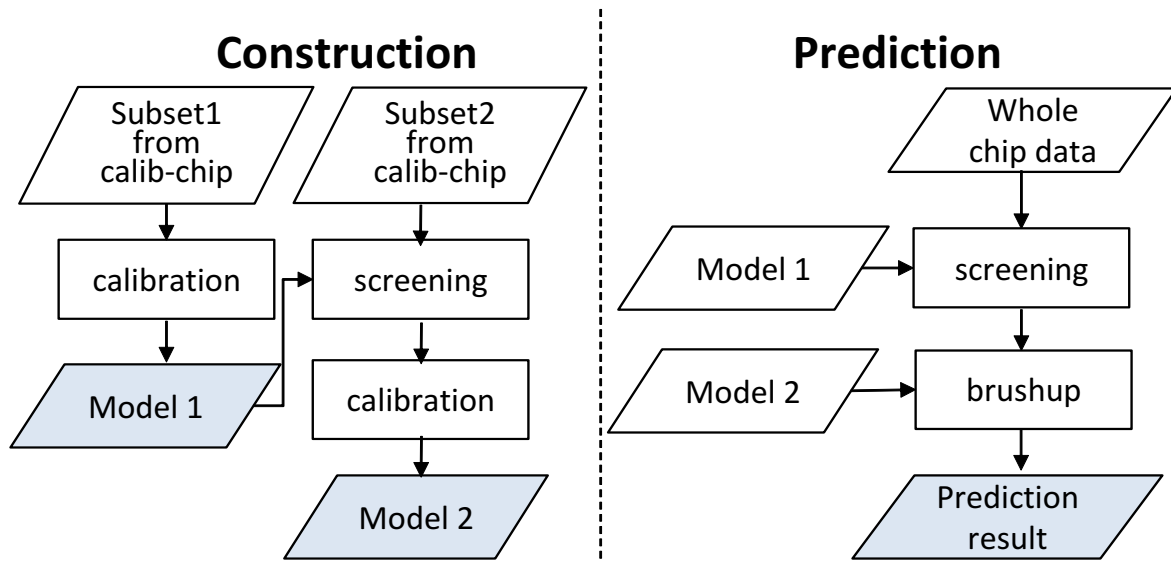 Construction
Subset1
from
calib-chip
Subset2
from
calib-chip
calibration
screening
Model 1
calibration
Model 2
Prediction
Whole
chip data
Model 1
screening
Model 2
brushup
Prediction
result